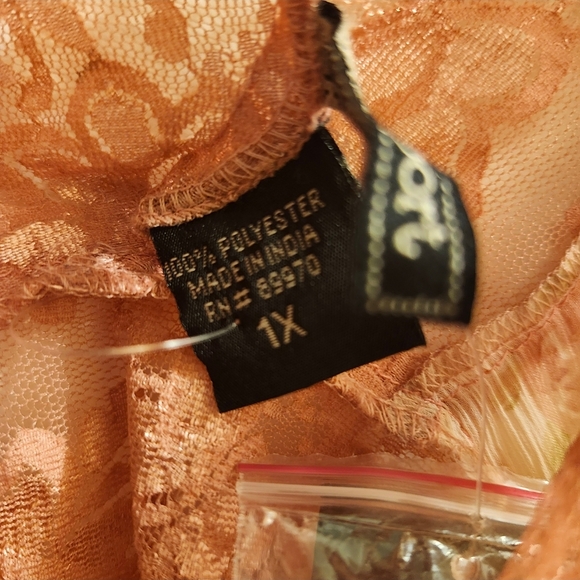 100% POLYESTER
MADE IN INDIA
RN# 89970
1X